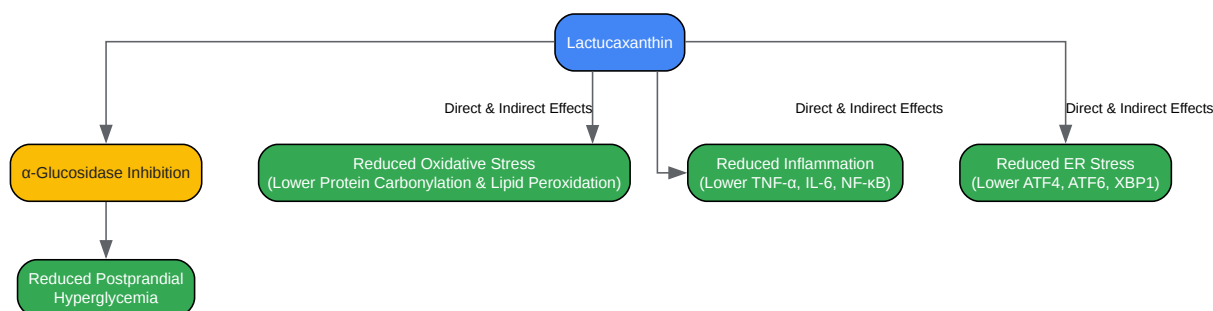 Lactucaxanthin
Direct & Indirect Effects
Direct & Indirect Effects
Direct & Indirect Effects
α-Glucosidase Inhibition
Reduced Oxidative Stress
(Lower Protein Carbonylation & Lipid Peroxidation)
Reduced Inflammation
(Lower TNF-α, IL-6, NF-κB)
Reduced ER Stress
(Lower ATF4, ATF6, XBP1)
Reduced Postprandial
Hyperglycemia